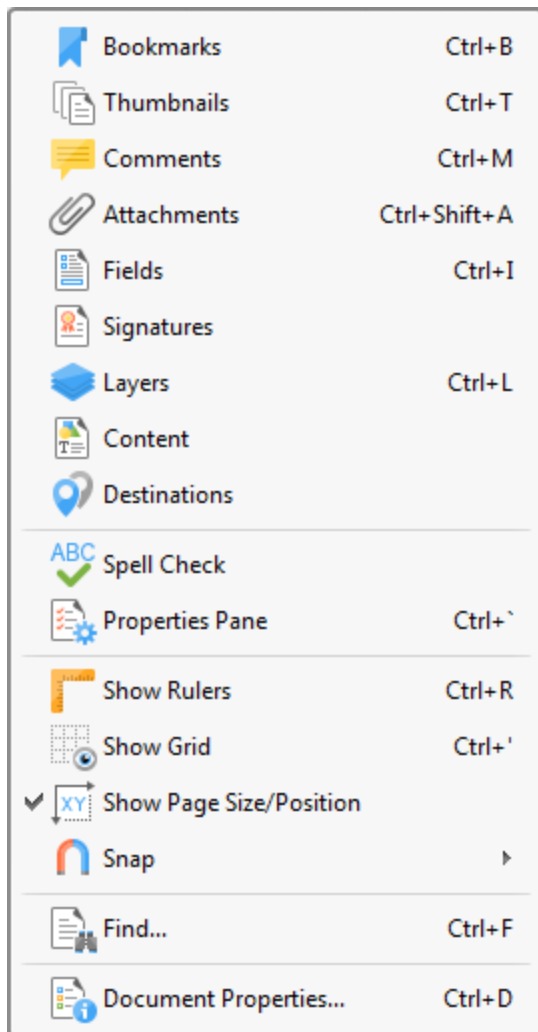 Bookmarks Ctrl+B
Thumbnails Ctrl+T
Comments Ctrl+M
Attachments Ctrl+Shift+A
Fields Ctrl+I
Signatures
Layers Ctrl+L
Content
Destinations
ABC Spell Check
Properties Pane Ctrl+`
Show Rulers Ctrl+R
Show Grid Ctrl+'
XY Show Page Size/Position
Snap
Find... Ctrl+F
Document Properties... Ctrl+D